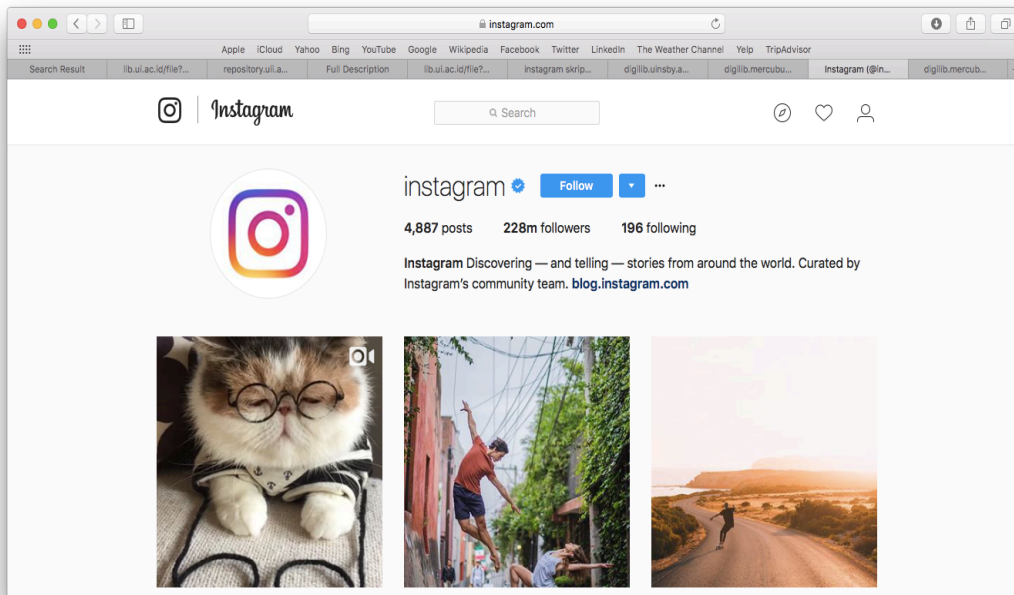 instagram.com
Apple iCloud Yahoo Bing YouTube Google Wikipedia Facebook Twitter LinkedIn The Weather Channel Yelp TripAdvisor
Search Result lib.ui.ac.id/file?... repository.uii.a... Full Description lib.ui.ac.id/file?... instagram skrip... digilib.uinsby.a... digilib.mercubu... Instagram (@in... digilib.mercub...
Instagram Search
instagram Follow
4,887 posts 228m followers 196 following
Instagram Discovering — and telling — stories from around the world. Curated by
Instagram's community team. blog.instagram.com